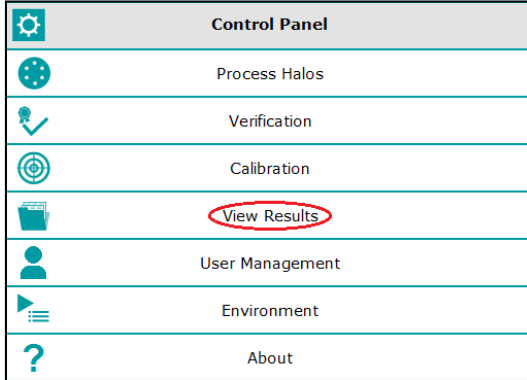 Control Panel
Process Halos
Verification
Calibration
View Results
User Management
Environment
About